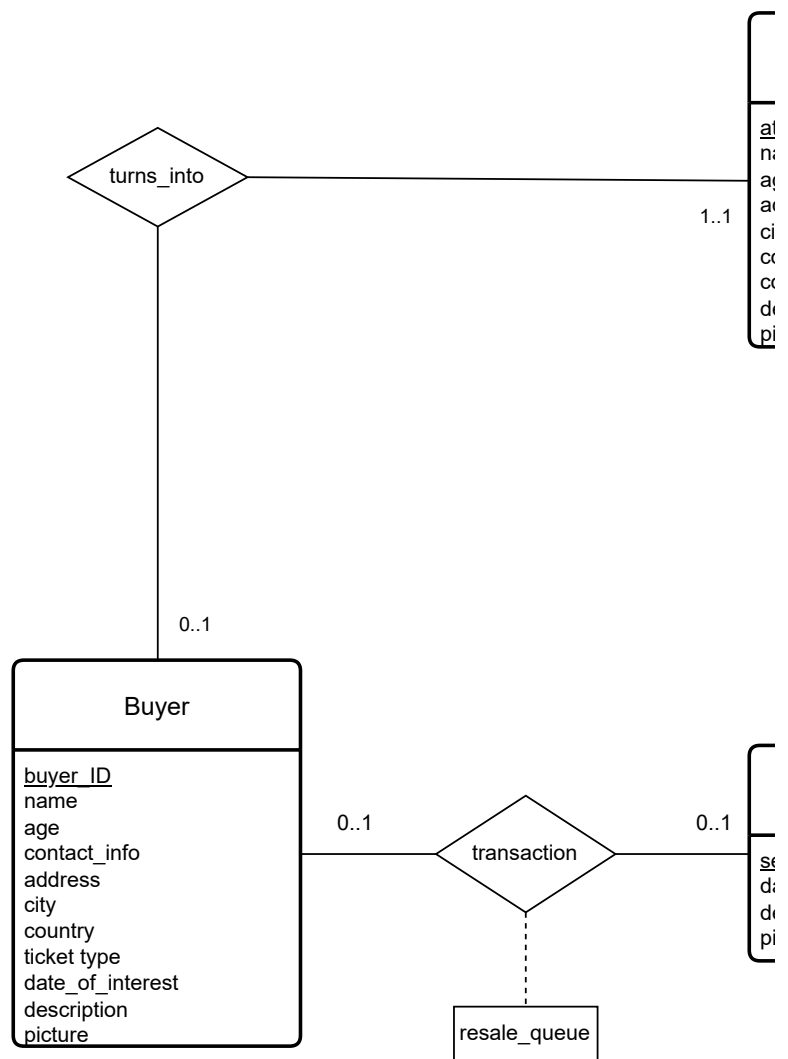 turns_into
1..1
0..1
Buyer
buyer_ID
name
age
contact_info
address
city
country
ticket type
date_of_interest
description
picture
0..1
transaction
0..1
resale_queue